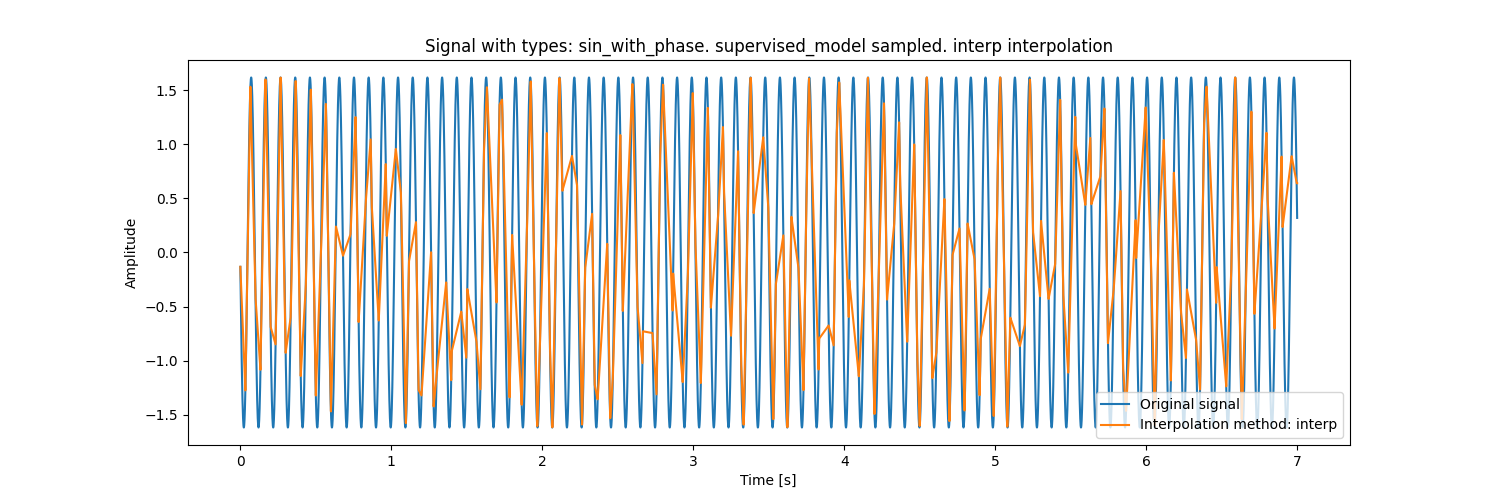 Signal with types: sin_with_phase. supervised_model sampled. interp interpolation
Amplitude
1.5
1.0
0.5
0.0
−0.5
−1.0
−1.5
Original signal
Interpolation method: interp
0 1 2 3 4 5 6 7
Time [s]